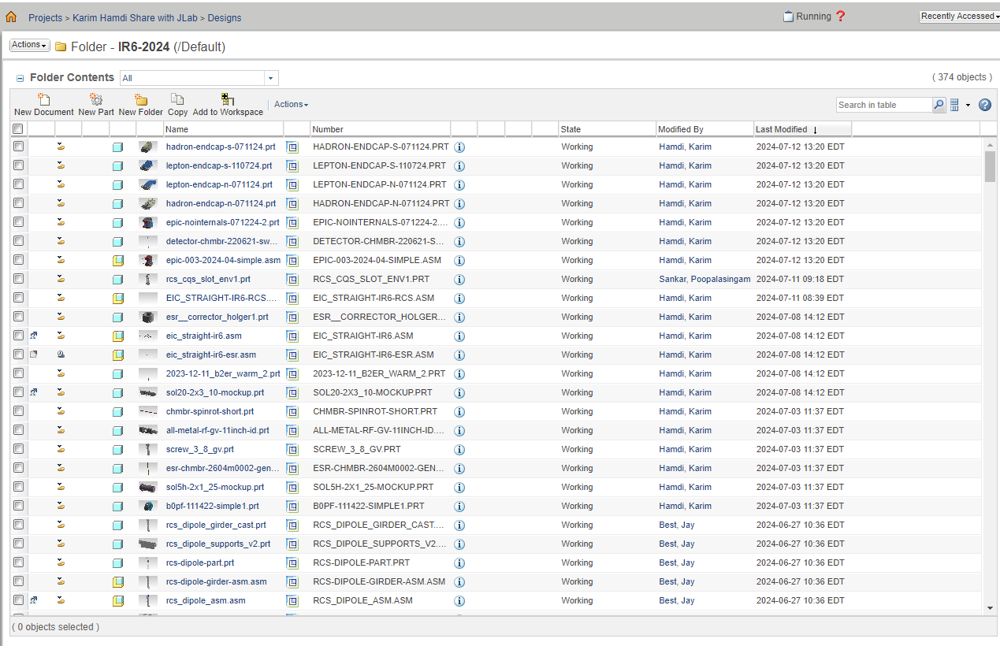 Projects > Karim Hamdi Share with JLab > Designs Running ? Recently Accessed
Actions Folder - IR6-2024 (/Default)
Folder Contents All ( 374 objects )
New Document New Part New Folder Copy Add to Workspace Actions Search in table
Name Number State Modified By Last Modified
hadron-endcap-s-071124.prt HADRON-ENDCAP-S-071124.PRT Working Hamdi, Karim 2024-07-12 13:20 EDT
lepton-endcap-s-110724.prt LEPTON-ENDCAP-S-110724.PRT Working Hamdi, Karim 2024-07-12 13:20 EDT
lepton-endcap-n-071124.prt LEPTON-ENDCAP-N-071124.PRT Working Hamdi, Karim 2024-07-12 13:20 EDT
hadron-endcap-n-071124.prt HADRON-ENDCAP-N-071124.PRT Working Hamdi, Karim 2024-07-12 13:20 EDT
epic-nointernals-071224-2.prt EPIC-NOINTERNALS-071224-2.... Working Hamdi, Karim 2024-07-12 13:20 EDT
detector-chmbr-220621-sw... DETECTOR-CHMBR-220621-S... Working Hamdi, Karim 2024-07-12 13:20 EDT
epic-003-2024-04-simple.asm EPIC-003-2024-04-SIMPLE.ASM Working Hamdi, Karim 2024-07-12 13:20 EDT
rcs_cqs_slot_env1.prt RCS_CQS_SLOT_ENV1.PRT Working Sankar, Poopalasingam 2024-07-11 09:18 EDT
EIC_STRAIGHT-IR6-RCS.... EIC_STRAIGHT-IR6-RCS.ASM Working Hamdi, Karim 2024-07-11 08:39 EDT
esr__corrector_holger1.prt ESR__CORRECTOR_HOLGER... Working Hamdi, Karim 2024-07-08 14:12 EDT
eic_straight-ir6.asm EIC_STRAIGHT-IR6.ASM Working Hamdi, Karim 2024-07-08 14:12 EDT
eic_straight-ir6-esr.asm EIC_STRAIGHT-IR6-ESR.ASM Working Hamdi, Karim 2024-07-08 14:12 EDT
2023-12-11_b2er_warm_2.prt 2023-12-11_B2ER_WARM_2.PRT Working Hamdi, Karim 2024-07-08 14:12 EDT
sol20-2x3_10-mockup.prt SOL20-2X3_10-MOCKUP.PRT Working Hamdi, Karim 2024-07-08 14:12 EDT
chmbr-spinrot-short.prt CHMBR-SPINROT-SHORT.PRT Working Hamdi, Karim 2024-07-03 11:37 EDT
all-metal-rf-gv-11inch-id.prt ALL-METAL-RF-GV-11INCH-ID.... Working Hamdi, Karim 2024-07-03 11:37 EDT
screw_3_8_gv.prt SCREW_3_8_GV.PRT Working Hamdi, Karim 2024-07-03 11:37 EDT
esr-chmbr-2604m0002-gen... ESR-CHMBR-2604M0002-GEN... Working Hamdi, Karim 2024-07-03 11:37 EDT
sol5h-2x1_25-mockup.prt SOL5H-2X1_25-MOCKUP.PRT Working Hamdi, Karim 2024-07-03 11:37 EDT
b0pf-111422-simple1.prt B0PF-111422-SIMPLE1.PRT Working Hamdi, Karim 2024-07-03 11:37 EDT
rcs_dipole_girder_cast.prt RCS_DIPOLE_GIRDER_CAST.... Working Best, Jay 2024-06-27 10:36 EDT
rcs_dipole_supports_v2.prt RCS_DIPOLE_SUPPORTS_V2.... Working Best, Jay 2024-06-27 10:36 EDT
rcs-dipole-part.prt RCS-DIPOLE-PART.PRT Working Best, Jay 2024-06-27 10:36 EDT
rcs-dipole-girder-asm.asm RCS-DIPOLE-GIRDER-ASM.ASM Working Best, Jay 2024-06-27 10:36 EDT
rcs_dipole_asm.asm RCS_DIPOLE_ASM.ASM Working Best, Jay 2024-06-27 10:36 EDT
( 0 objects selected )